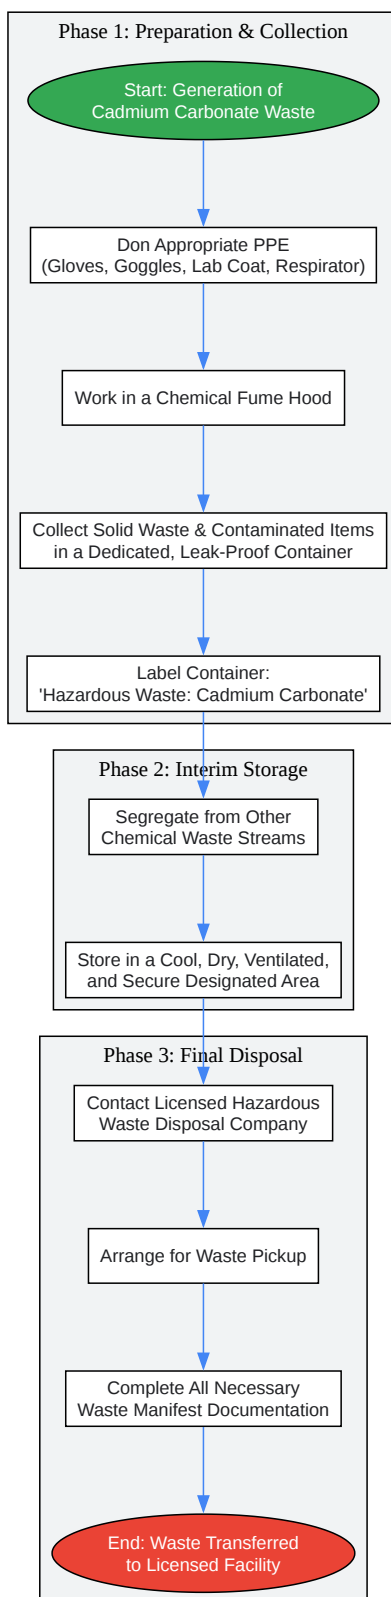 Phase 1: Preparation & Collection
Start: Generation of
Cadmium Carbonate Waste
Don Appropriate PPE
(Gloves, Goggles, Lab Coat, Respirator)
Work in a Chemical Fume Hood
Collect Solid Waste & Contaminated Items
in a Dedicated, Leak-Proof Container
Label Container:
'Hazardous Waste: Cadmium Carbonate'
Phase 2: Interim Storage
Segregate from Other
Chemical Waste Streams
Store in a Cool, Dry, Ventilated,
and Secure Designated Area
Phase 3: Final Disposal
Contact Licensed Hazardous
Waste Disposal Company
Arrange for Waste Pickup
Complete All Necessary
Waste Manifest Documentation
End: Waste Transferred
to Licensed Facility